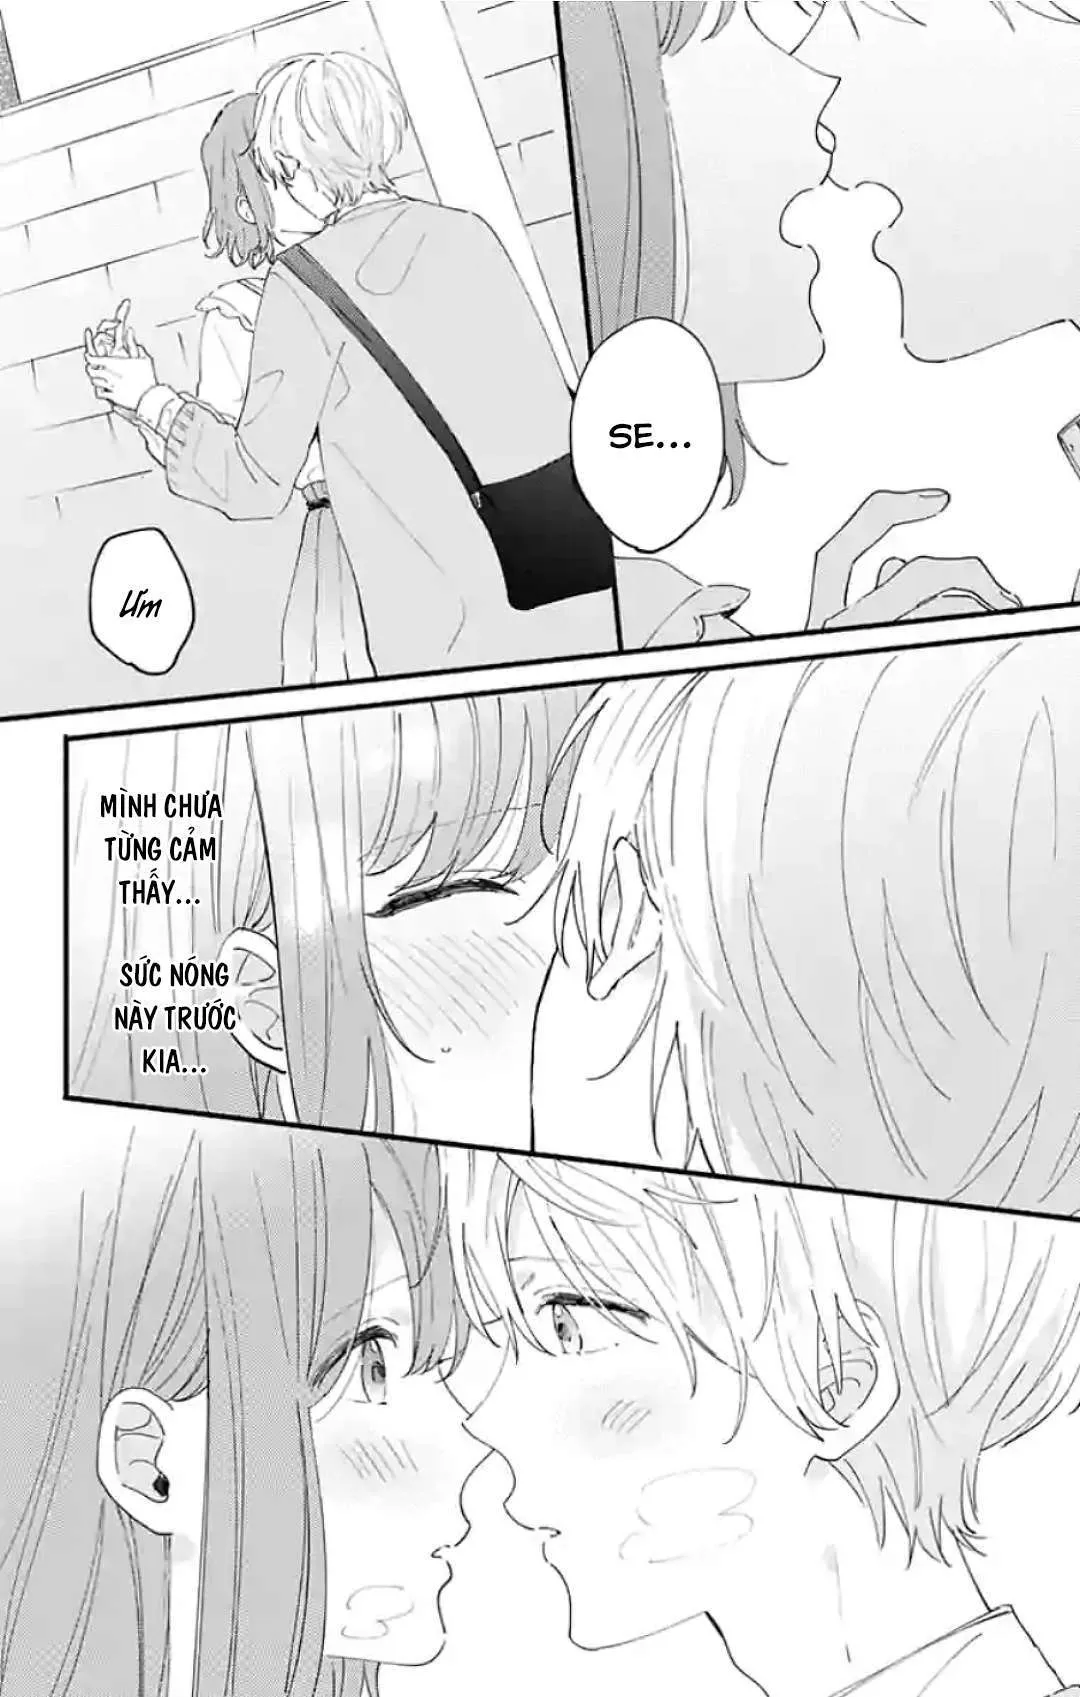 SE...
Ưm
MÌNH CHƯA
TỪNG CẢM
THẤY...
SỨC NÓNG
NÀY TRƯỚC
KIA...